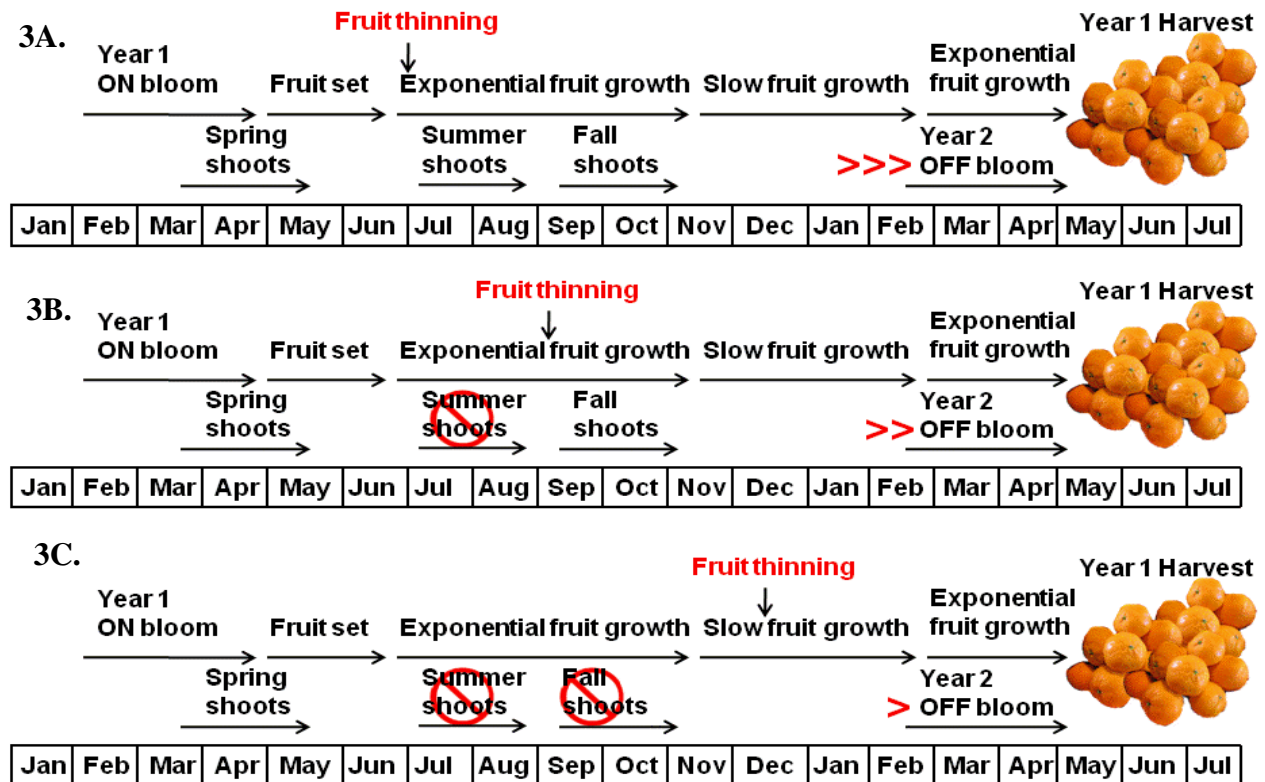 3A.
Fruit thinning
Year 1 Harvest
Year 1
ON bloom
Fruit set
Exponential fruit growth
Slow fruit growth
Exponential
fruit growth
Spring
shoots
Summer
shoots
Fall
shoots
>>>
Year 2
OFF bloom
Jan Feb Mar Apr May Jun Jul Aug Sep Oct Nov Dec Jan Feb Mar Apr May Jun Jul
3B.
Fruit thinning
Year 1 Harvest
Year 1
ON bloom
Fruit set
Exponential fruit growth
Slow fruit growth
Exponential
fruit growth
Spring
shoots
Summer
shoots
Fall
shoots
>>
Year 2
OFF bloom
Jan Feb Mar Apr May Jun Jul Aug Sep Oct Nov Dec Jan Feb Mar Apr May Jun Jul
3C.
Fruit thinning
Year 1 Harvest
Year 1
ON bloom
Fruit set
Exponential fruit growth
Slow fruit growth
Exponential
fruit growth
Spring
shoots
Summer
shoots
Fall
shoots
>
Year 2
OFF bloom
Jan Feb Mar Apr May Jun Jul Aug Sep Oct Nov Dec Jan Feb Mar Apr May Jun Jul